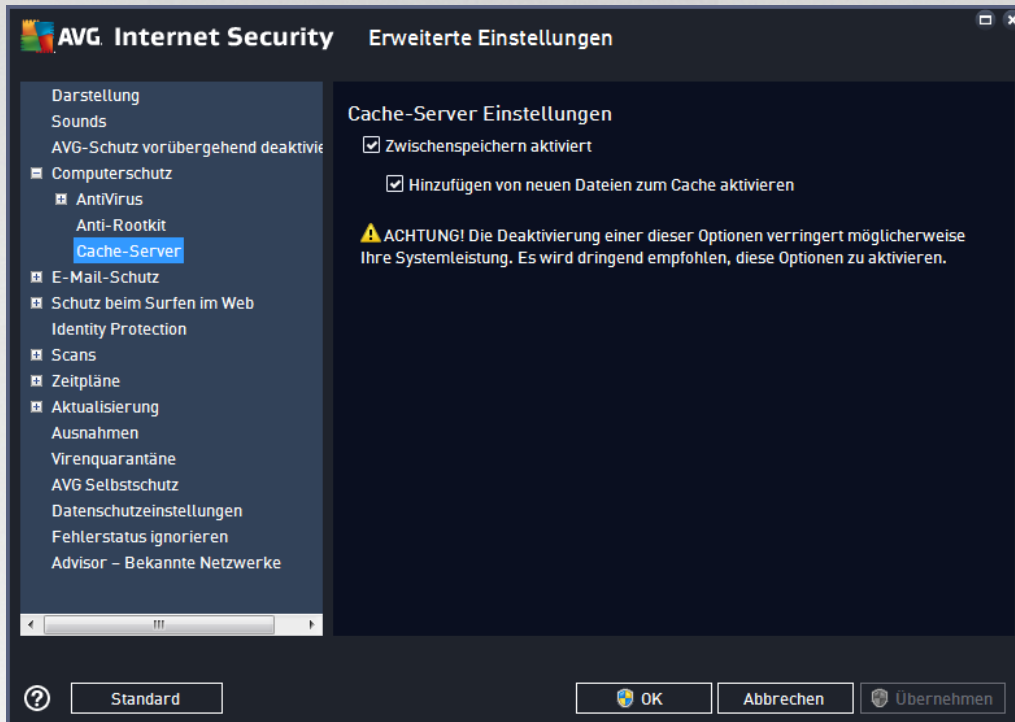 AVG. Internet Security Erweiterte Einstellungen
Darstellung
Sounds
AVG-Schutz vorübergehend deaktivie
Computerschutz
AntiVirus
Anti-Rootkit
Cache-Server
E-Mail-Schutz
Schutz beim Surfen im Web
Identity Protection
Scans
Zeitpläne
Aktualisierung
Ausnahmen
Virenquarantäne
AVG Selbstschutz
Datenschutzeinstellungen
Fehlerstatus ignorieren
Advisor – Bekannte Netzwerke
Cache-Server Einstellungen
Zwischenspeichern aktiviert
Hinzufügen von neuen Dateien zum Cache aktivieren
ACHTUNG! Die Deaktivierung einer dieser Optionen verringert möglicherweise
Ihre Systemleistung. Es wird dringend empfohlen, diese Optionen zu aktivieren.
Standard
OK
Abbrechen
Übernehmen